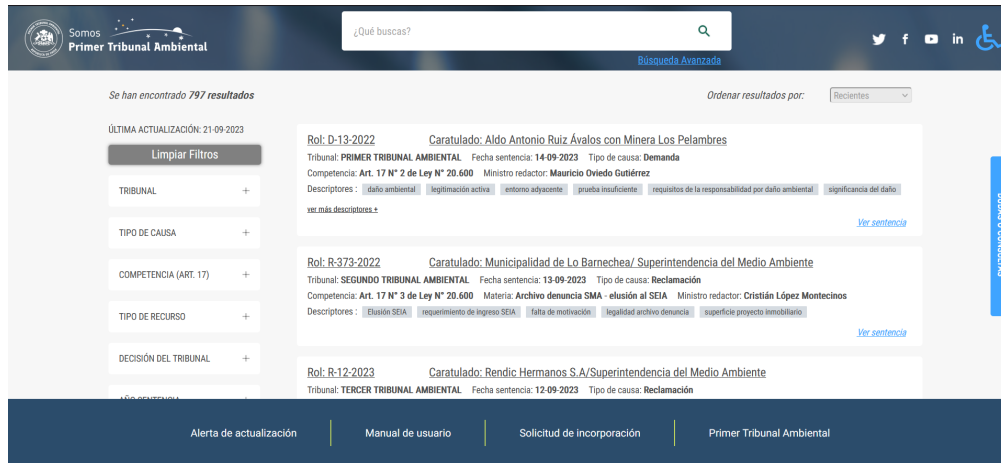 Somos
Primer Tribunal Ambiental
¿Qué buscas?
Búsqueda Avanzada
Se han encontrado 797 resultados
Ordenar resultados por: Recientes
ÚLTIMA ACTUALIZACIÓN: 21-09-2023
Limpiar Filtros
TRIBUNAL +
TIPO DE CAUSA +
COMPETENCIA (ART. 17) +
TIPO DE RECURSO +
DECISIÓN DEL TRIBUNAL +
AÑO SENTENCIA
Rol: D-13-2022 Caratulado: Aldo Antonio Ruiz Ávalos con Minera Los Pelambres
Tribunal: PRIMER TRIBUNAL AMBIENTAL Fecha sentencia: 14-09-2023 Tipo de causa: Demanda
Competencia: Art. 17 N° 2 de Ley N° 20.600 Ministro redactor: Mauricio Oviedo Gutiérrez
Descriptores : daño ambiental legitimación activa entorno adyacente prueba insuficiente requisitos de la responsabilidad por daño ambiental significancia del daño
ver más descriptores +
Ver sentencia
Rol: R-373-2022 Caratulado: Municipalidad de Lo Barnechea/ Superintendencia del Medio Ambiente
Tribunal: SEGUNDO TRIBUNAL AMBIENTAL Fecha sentencia: 13-09-2023 Tipo de causa: Reclamación
Competencia: Art. 17 N° 3 de Ley N° 20.600 Materia: Archivo denuncia SMA - elusión al SEIA Ministro redactor: Cristián López Montecinos
Descriptores : Elusión SEIA requerimiento de ingreso SEIA falta de motivación legalidad archivo denuncia superficie proyecto inmobiliario
Ver sentencia
Rol: R-12-2023 Caratulado: Rendic Hermanos S.A/Superintendencia del Medio Ambiente
Tribunal: TERCER TRIBUNAL AMBIENTAL Fecha sentencia: 12-09-2023 Tipo de causa: Reclamación
Alerta de actualización
Manual de usuario
Solicitud de incorporación
Primer Tribunal Ambiental